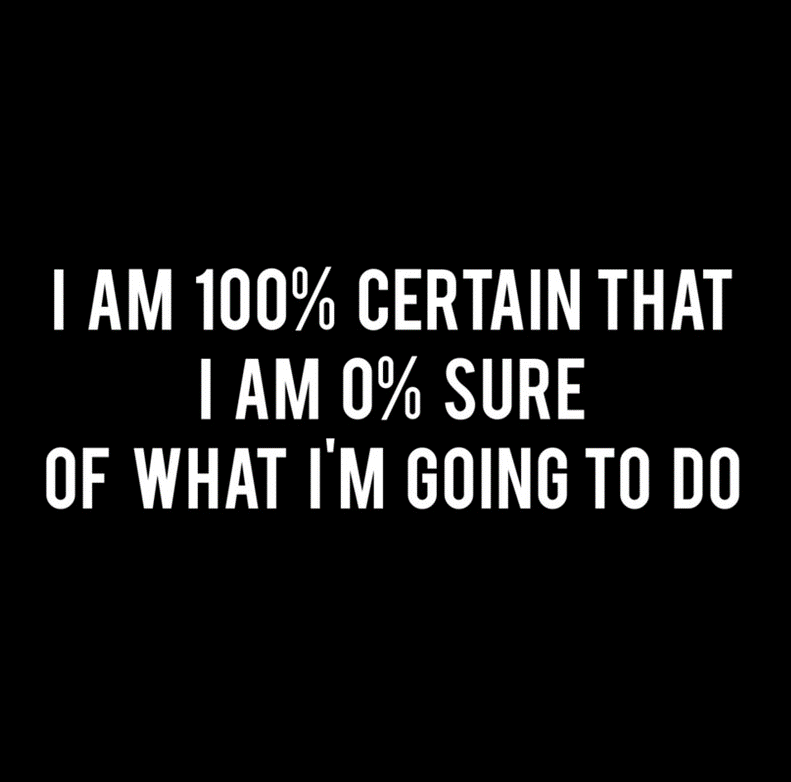 I AM 100% CERTAIN THAT
I AM 0% SURE
OF WHAT I'M GOING TO DO